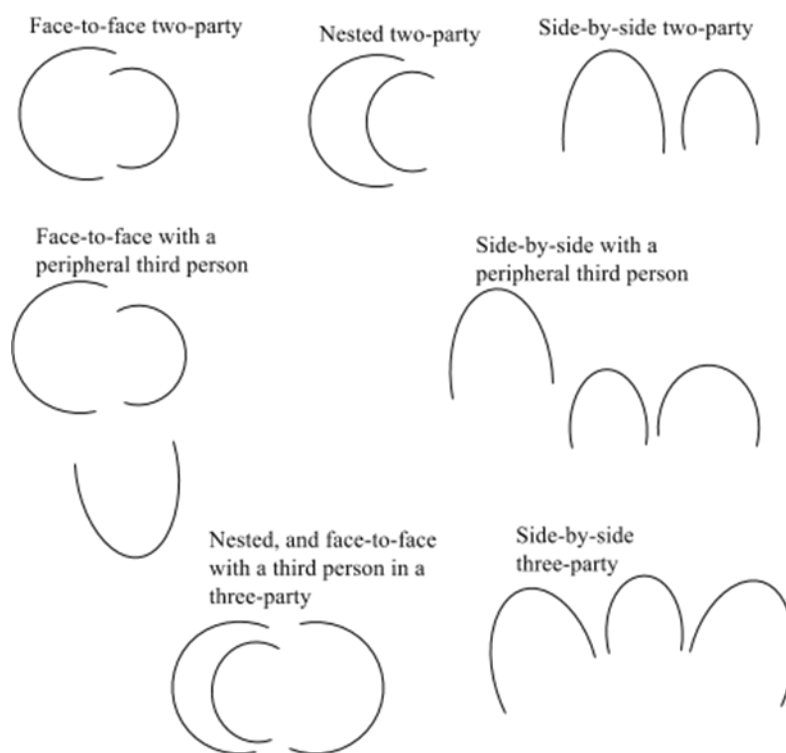 Face-to-face two-party
Nested two-party
Side-by-side two-party
Face-to-face with a
peripheral third person
Side-by-side with a
peripheral third person
Nested, and face-to-face
with a third person in a
three-party
Side-by-side
three-party